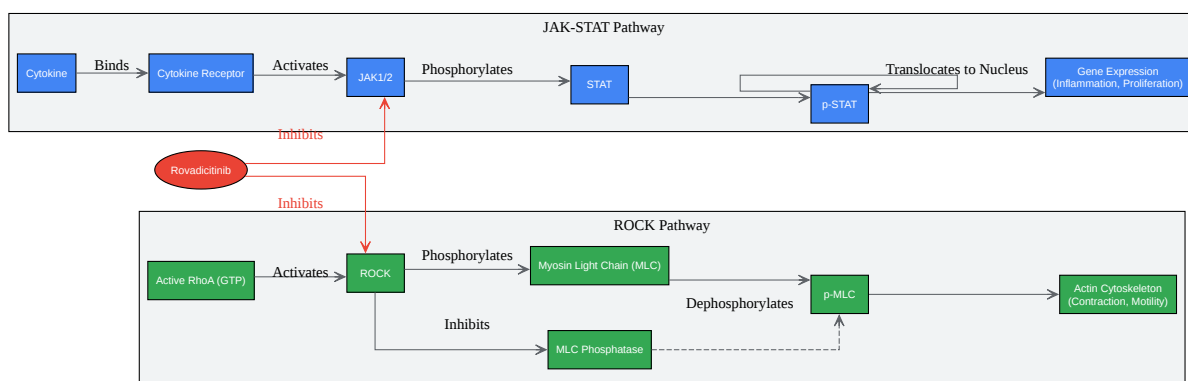 JAK-STAT Pathway
Cytokine
Binds
Cytokine Receptor
Activates
JAK1/2
Phosphorylates
STAT
p-STAT
Translocates to Nucleus
Gene Expression
(Inflammation, Proliferation)
Inhibits
Rovadicitinib
Inhibits
ROCK Pathway
Active RhoA (GTP)
Activates
ROCK
Phosphorylates
Myosin Light Chain (MLC)
p-MLC
Actin Cytoskeleton
(Contraction, Motility)
Dephosphorylates
Inhibits
MLC Phosphatase